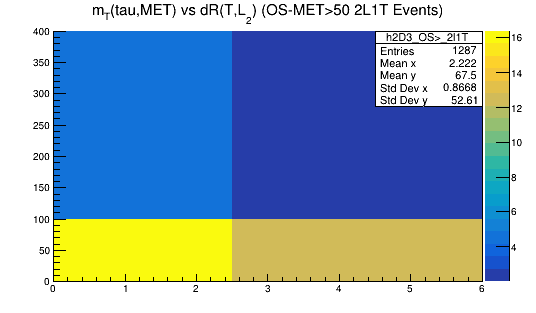 m_T(tau,MET) vs dR(T,L_2) (OS-MET>50 2L1T Events)
h2D3_OS>_2l1T
Entries 1287
Mean x 2.222
Mean y 67.5
Std Dev x 0.8668
Std Dev y 52.61
400
350
300
250
200
150
100
50
0
0 1 2 3 4 5 6
16
14
12
10
8
6
4